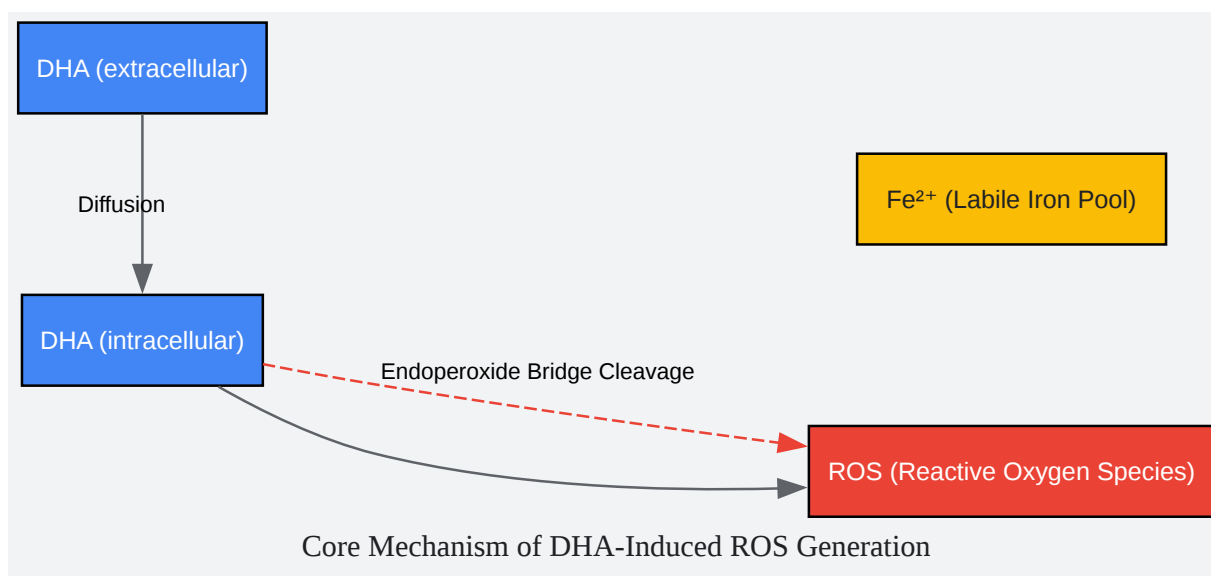 DHA (extracellular)
Diffusion
Fe²⁺ (Labile Iron Pool)
DHA (intracellular)
Endoperoxide Bridge Cleavage
ROS (Reactive Oxygen Species)
Core Mechanism of DHA-Induced ROS Generation